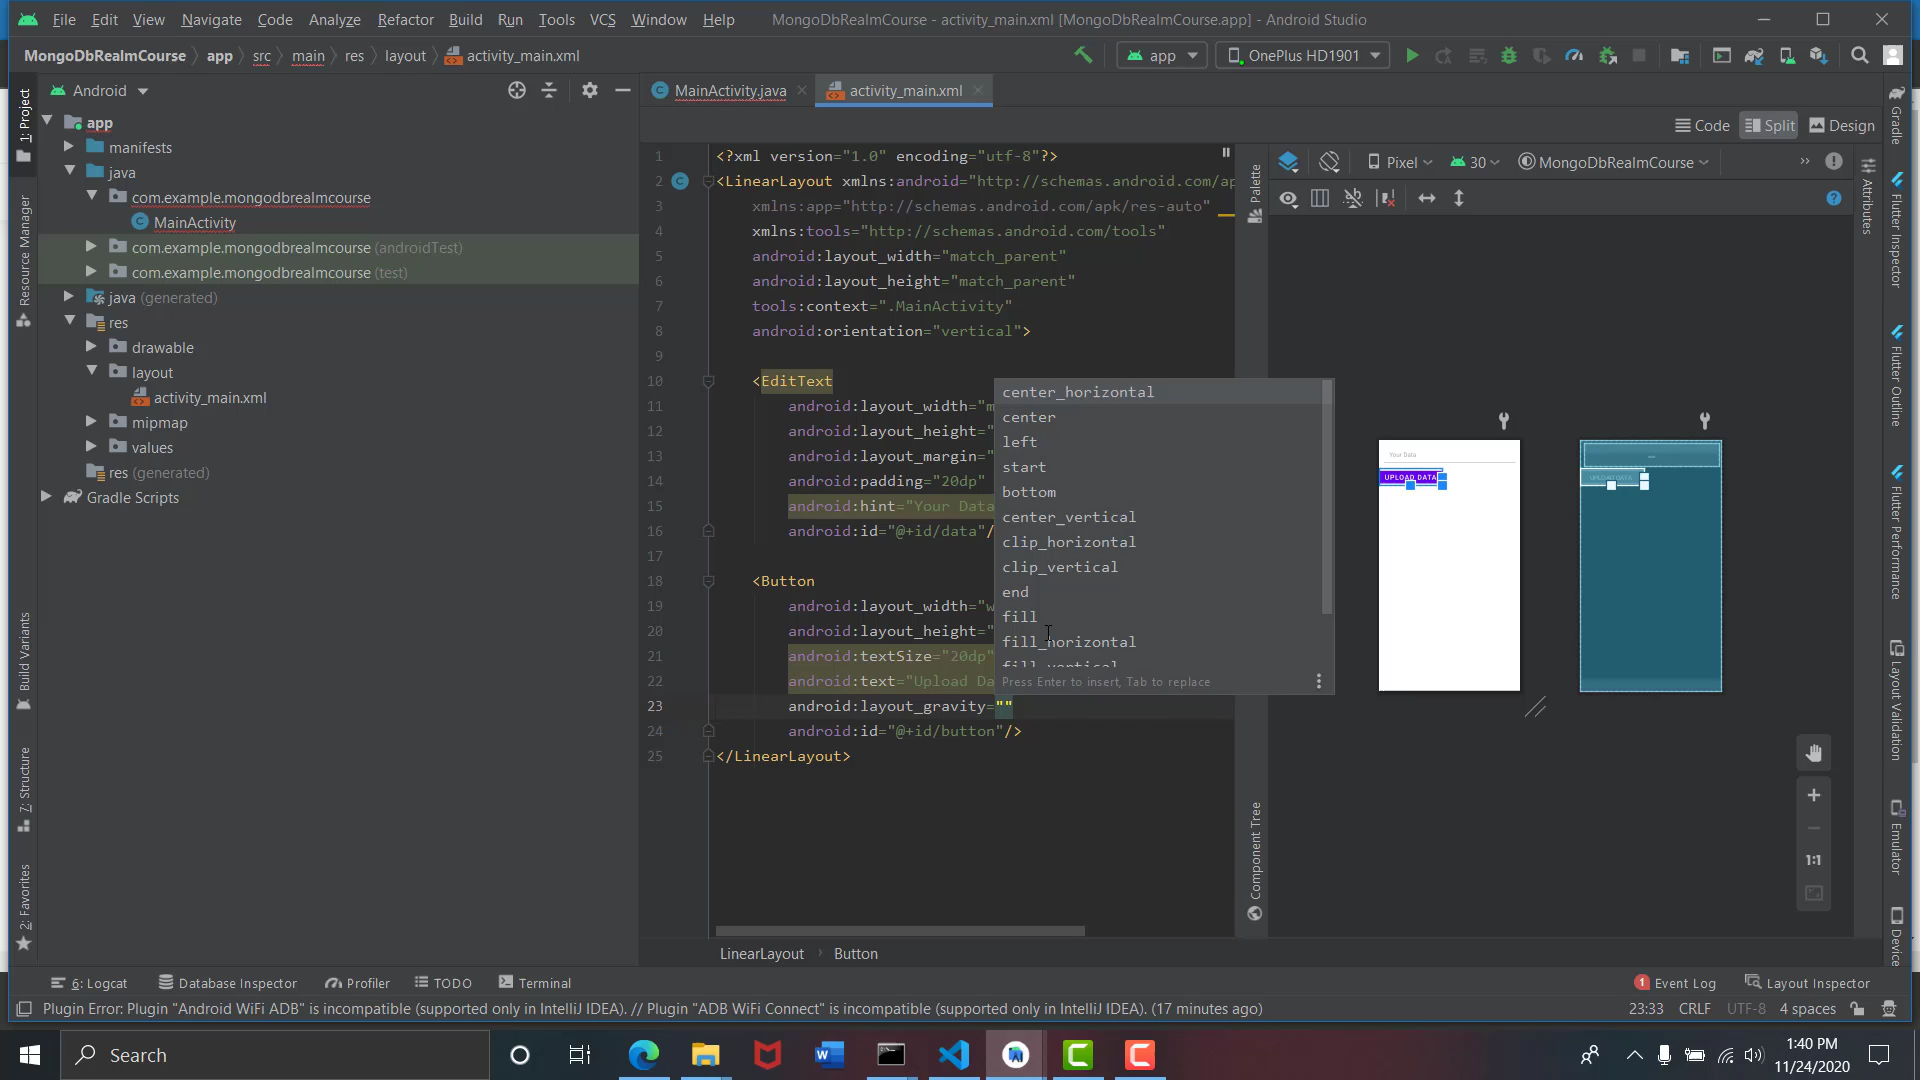 File Edit View Navigate Code Analyze Refactor Build Run Tools VCS Window Help MongoDbRealmCourse - activity_main.xml [MongoDbRealmCourse.app] - Android Studio
MongoDbRealmCourse app src main res layout activity_main.xml app OnePlus HD1901
Android MainActivity.java activity_main.xml
Code Split Design
app
manifests
java
com.example.mongodbrealmcourse
MainActivity
com.example.mongodbrealmcourse (androidTest)
com.example.mongodbrealmcourse (test)
java (generated)
res
drawable
layout
activity_main.xml
mipmap
values
res (generated)
Gradle Scripts
1: Project
Resource Manager
Build Variants
7: Structure
2: Favorites
1 <?xml version="1.0" encoding="utf-8"?>
2 <LinearLayout xmlns:android="http://schemas.android.com/ap
3 xmlns:app="http://schemas.android.com/apk/res-auto"
4 xmlns:tools="http://schemas.android.com/tools"
5 android:layout_width="match_parent"
6 android:layout_height="match_parent"
7 tools:context=".MainActivity"
8 android:orientation="vertical">
9
10 <EditText
11 android:layout_width="m
12 android:layout_height="
13 android:layout_margin="
14 android:padding="20dp"
15 android:hint="Your Data
16 android:id="@+id/data"/
17
18 <Button
19 android:layout_width="w
20 android:layout_height="
21 android:textSize="20dp"
22 android:text="Upload Da
23 android:layout_gravity=""
24 android:id="@+id/button"/>
25 </LinearLayout>
center_horizontal
center
left
start
bottom
center_vertical
clip_horizontal
clip_vertical
end
fill
fill_horizontal
fill_vertical
Press Enter to insert, Tab to replace
Palette
Component Tree
Pixel 30 MongoDbRealmCourse
Your Data
UPLOAD DATA
UPLOAD DATA
1:1
Attributes
Gradle
Flutter Inspector
Flutter Outline
Flutter Performance
Layout Validation
Emulator
Device
LinearLayout Button
6: Logcat Database Inspector Profiler TODO Terminal 1 Event Log Layout Inspector
Plugin Error: Plugin "Android WiFi ADB" is incompatible (supported only in IntelliJ IDEA). // Plugin "ADB WiFi Connect" is incompatible (supported only in IntelliJ IDEA). (17 minutes ago) 23:33 CRLF UTF-8 4 spaces
Search
1:40 PM
11/24/2020